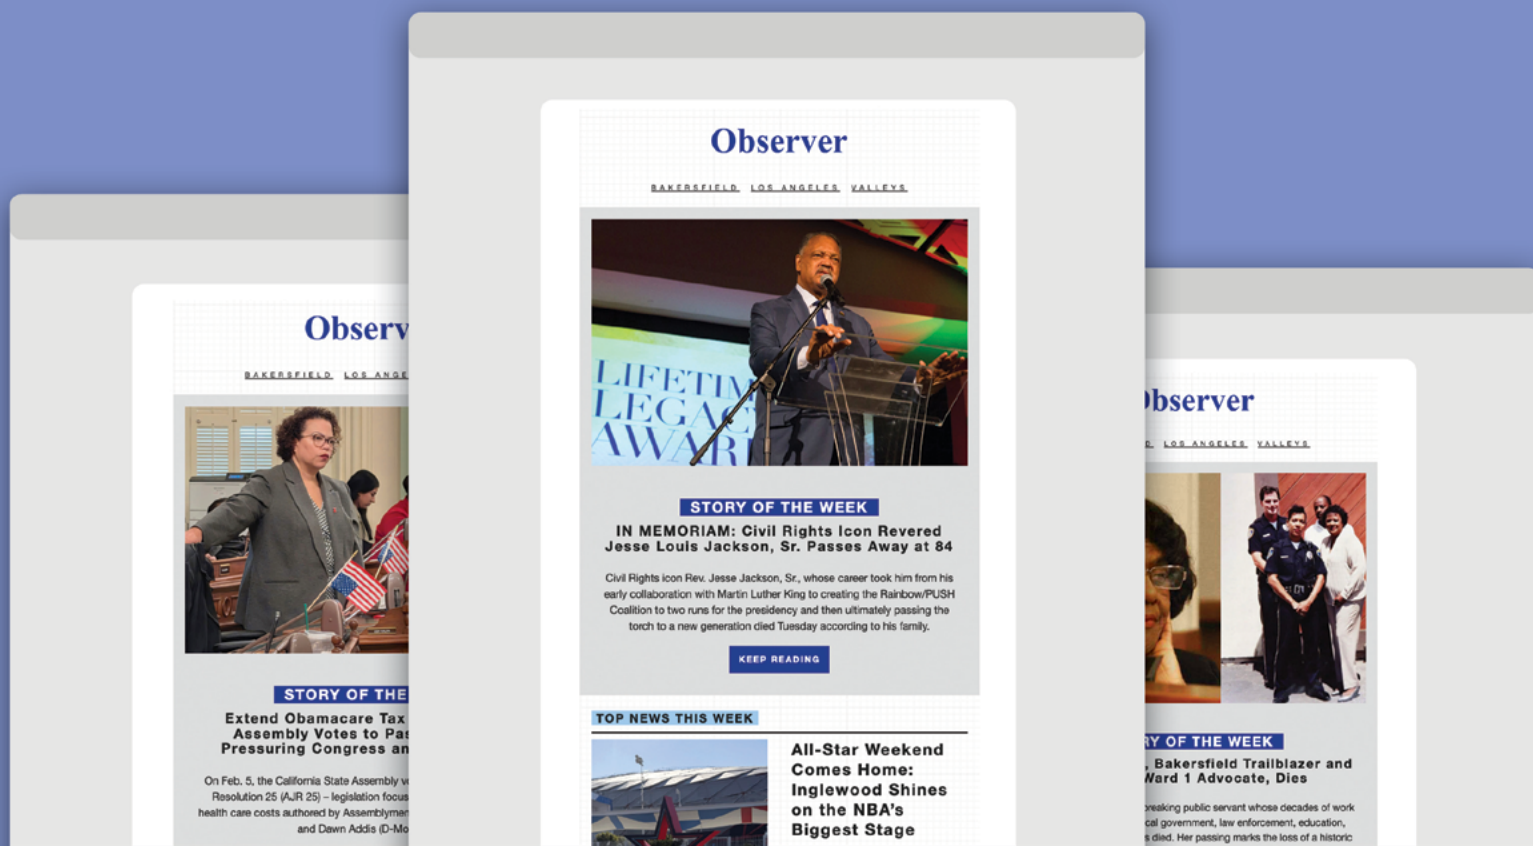 Observer
BAKERSFIELD LOS ANGELES VALLEYS
LIFETIM
LEGAC
AWAR
STORY OF THE WEEK
IN MEMORIAM: Civil Rights Icon Revered
Jesse Louis Jackson, Sr. Passes Away at 84
Civil Rights icon Rev. Jesse Jackson, Sr., whose career took him from his
early collaboration with Martin Luther King to creating the Rainbow/PUSH
Coalition to two runs for the presidency and then ultimately passing the
torch to a new generation died Tuesday according to his family.
KEEP READING
TOP NEWS THIS WEEK
All-Star Weekend
Comes Home:
Inglewood Shines
on the NBA's
Biggest Stage
Observ
BAKERSFIELD LOS ANGE
STORY OF THE
Extend Obamacare Tax
Assembly Votes to Pas
Pressuring Congress an
On Feb. 5, the California State Assembly vo
Resolution 25 (AJR 25) – legislation focus
health care costs authored by Assemblymem
and Dawn Addis (D-Mo
Observer
D LOS ANGELES VALLEYS
RY OF THE WEEK
, Bakersfield Trailblazer and
Ward 1 Advocate, Dies
breaking public servant whose decades of work
cal government, law enforcement, education,
s died. Her passing marks the loss of a historic